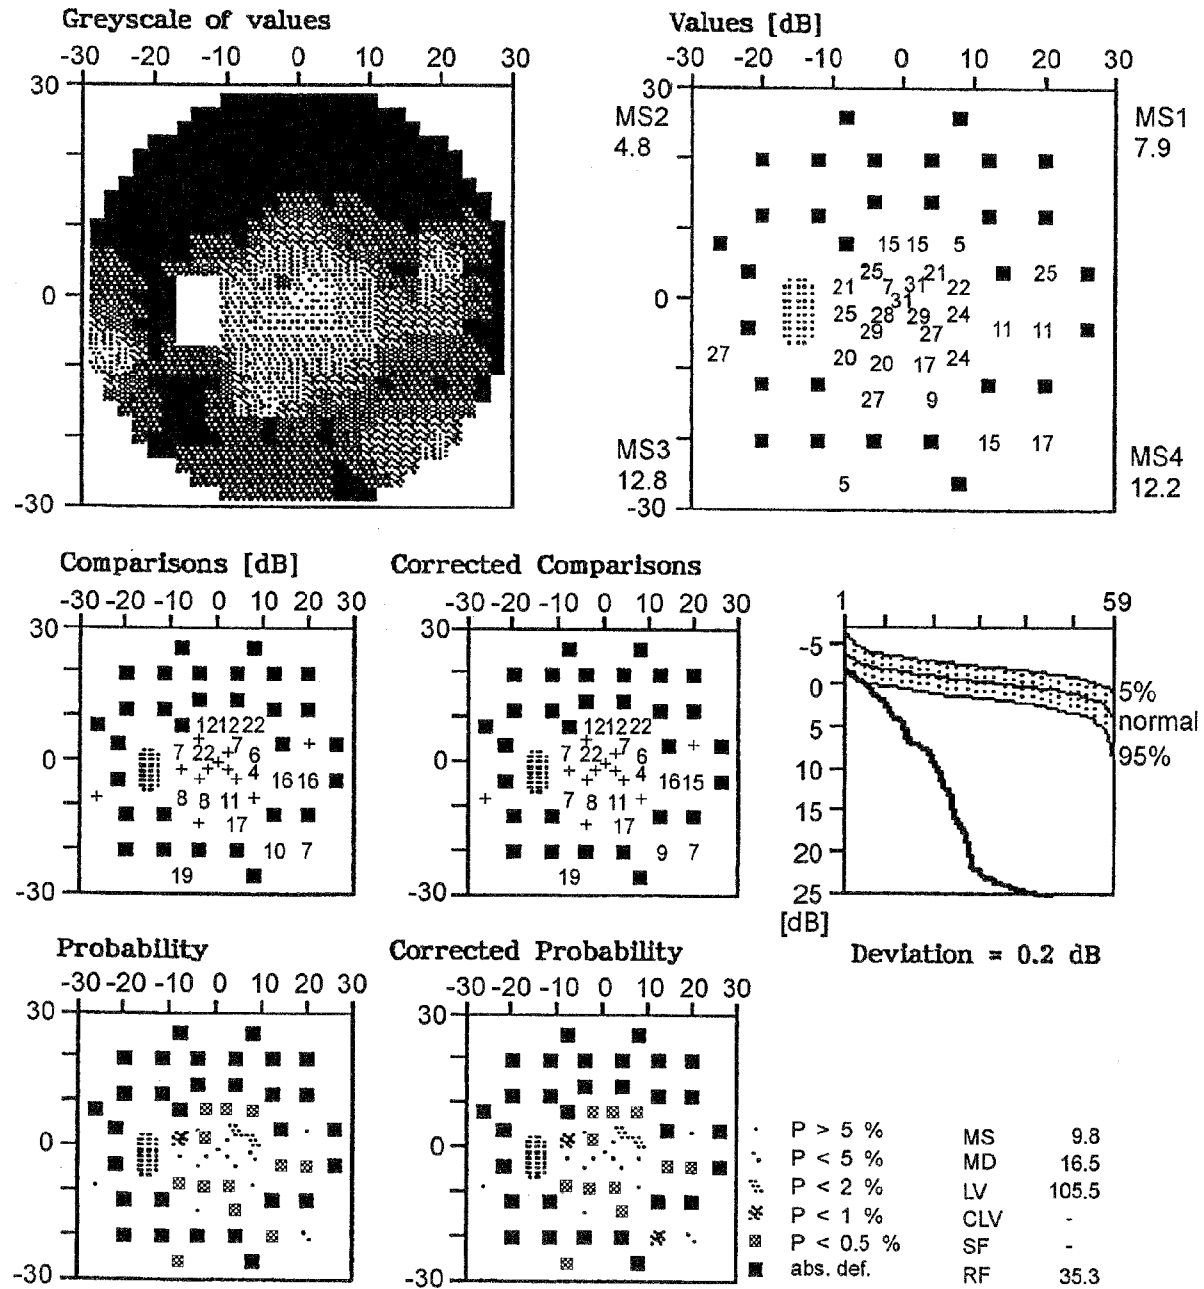 Greyscale of values
-30 -20 -10 0 10 20 30
30
0
-30
Values [dB]
-30 -20 -10 0 10 20 30
30
0
-30
MS2
4.8
MS1
7.9
MS3
12.8
MS4
12.2
15 15 5
25 21 25
21 7 31 22
31
25 28 29 24
29 27 11 11
27
20 20 17 24
27 9
15 17
5
Comparisons [dB]
-30 -20 -10 0 10 20 30
30
0
-30
12 12 22
7 + 7 +
22 + 6
+ + + + 4
+ + 16 16
+ 8 8 11 +
+ 17
10 7
19
Corrected Comparisons
-30 -20 -10 0 10 20 30
30
0
-30
12 12 22
7 + 7 +
22 + 6
+ + + + 4
+ + 16 15
+ 7 8 11 +
+ 17
9 7
19
1 59
-5
0
5
10
15
20
25
[dB]
5%
normal
95%
Deviation = 0.2 dB
Probability
-30 -20 -10 0 10 20 30
30
0
-30
Corrected Probability
-30 -20 -10 0 10 20 30
30
0
-30
P > 5 %
P < 5 %
P < 2 %
P < 1 %
P < 0.5 %
abs. def.
MS 9.8
MD 16.5
LV 105.5
CLV -
SF -
RF 35.3